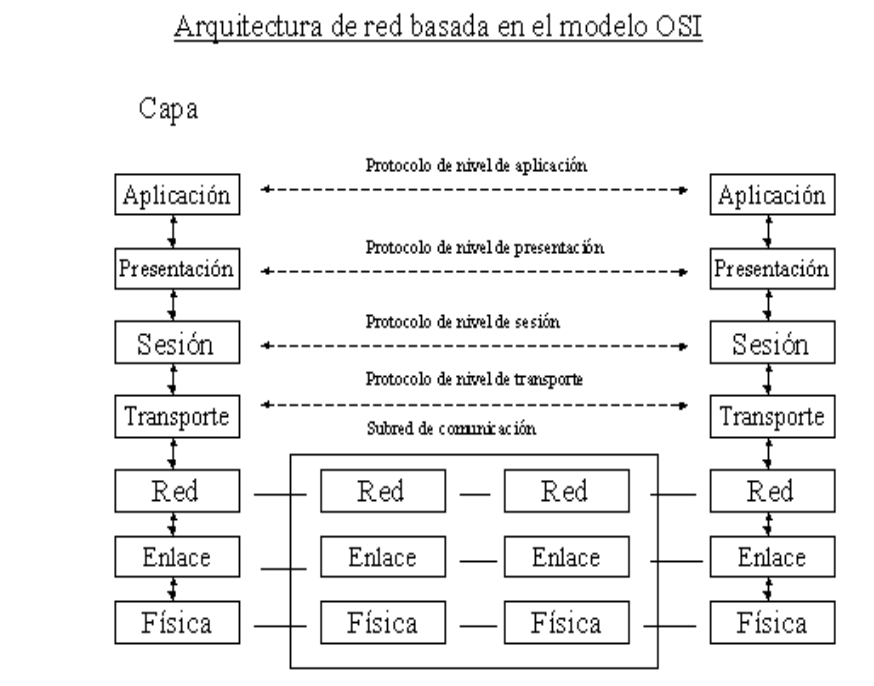 Arquitectura de red basada en el modelo OSI
Capa
Protocolo de nivel de aplicación
Aplicación Aplicación
Protocolo de nivel de presentación
Presentación Presentación
Protocolo de nivel de sesión
Sesión Sesión
Protocolo de nivel de transporte
Transporte Transporte
Subred de comunicación
Red Red Red Red
Enlace Enlace Enlace Enlace
Física Física Física Física